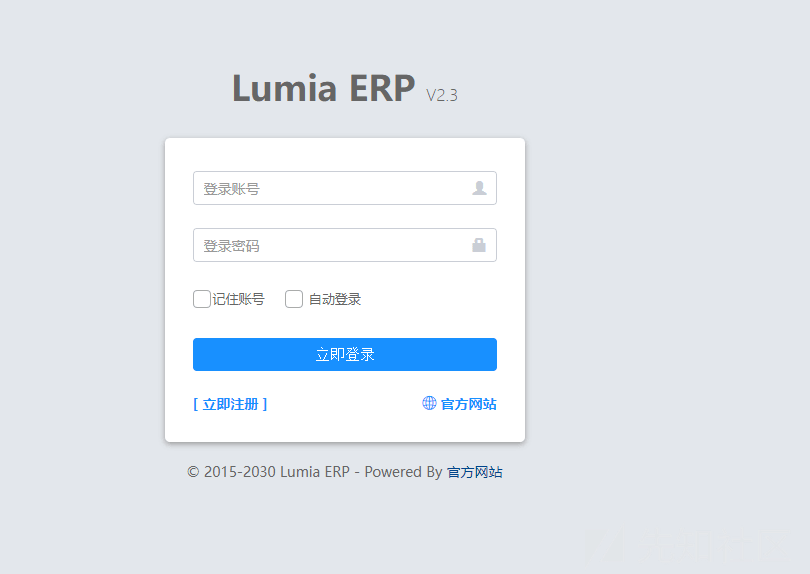 Lumia ERP V2.3
登录账号
登录密码
记住账号 自动登录
立即登录
[ 立即注册 ] 官方网站
© 2015-2030 Lumia ERP - Powered By 官方网站